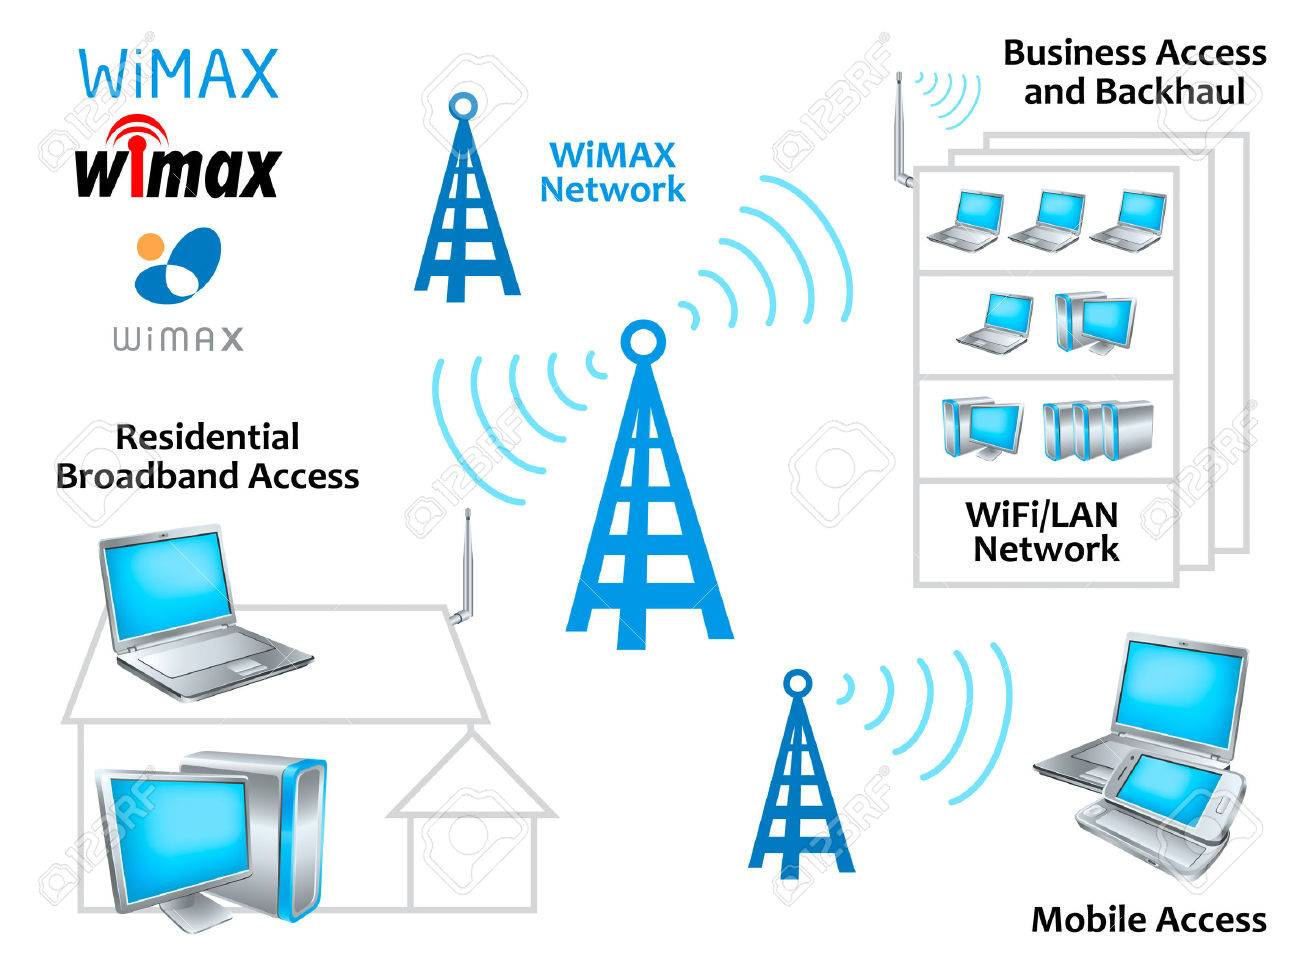 WiMAX
wimax
WiMAX
WiMAX
Network
Business Access
and Backhaul
WiFi/LAN
Network
Residential
Broadband Access
Mobile Access
123RF